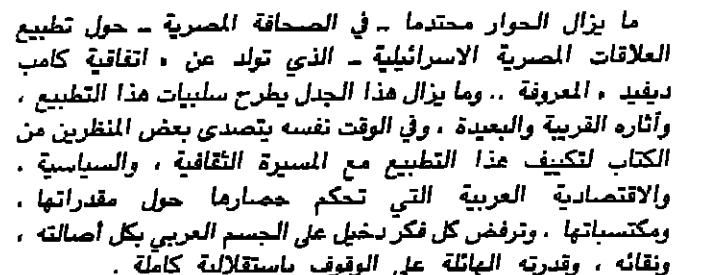 ما يزال الحوار محتدما ـ في الصحافة المصرية ـ حول تطبيع
العلاقات المصرية الاسرائيلية ـ الذي تولد عن « اتفاقية كامب
ديفيد » المعروفة .. وما يزال هذا الجدل يطرح سلبيات هذا التطبيع ،
وأثاره القريبة والبعيدة ، وفي الوقت نفسه يتصدى بعض المنظرين من
الكتاب لتكييف هذا التطبيع مع المسيرة الثقافية ، والسياسية ،
والاقتصادية العربية التي تحكم حصارها حول مقدراتها ،
ومكتسباتها ، وترفض كل فكر دخيل على الجسم العربي بكل أصالته ،
ونقائه ، وقدرته الهائلة على الوقوف باستقلالية كاملة .